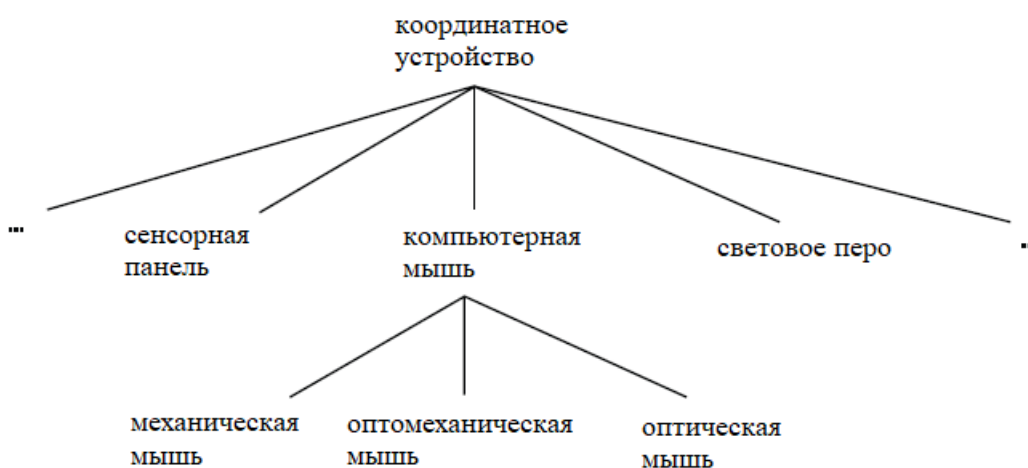 координатное
устройство
...
сенсорная
панель
компьютерная
мышь
световое перо
..
механическая
мышь
оптомеханическая
мышь
оптическая
мышь